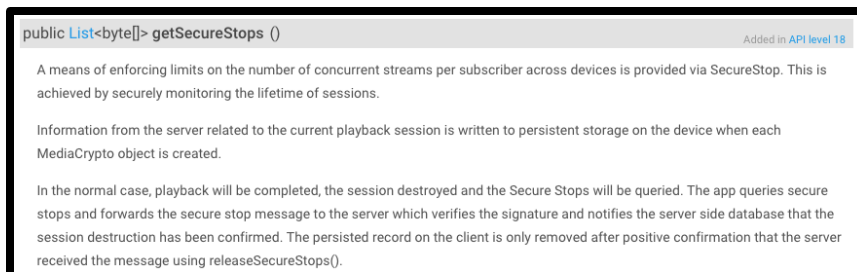 public List<byte[]> getSecureStops ()
Added in API level 18
A means of enforcing limits on the number of concurrent streams per subscriber across devices is provided via SecureStop. This is
achieved by securely monitoring the lifetime of sessions.
Information from the server related to the current playback session is written to persistent storage on the device when each
MediaCrypto object is created.
In the normal case, playback will be completed, the session destroyed and the Secure Stops will be queried. The app queries secure
stops and forwards the secure stop message to the server which verifies the signature and notifies the server side database that the
session destruction has been confirmed. The persisted record on the client is only removed after positive confirmation that the server
received the message using releaseSecureStops().